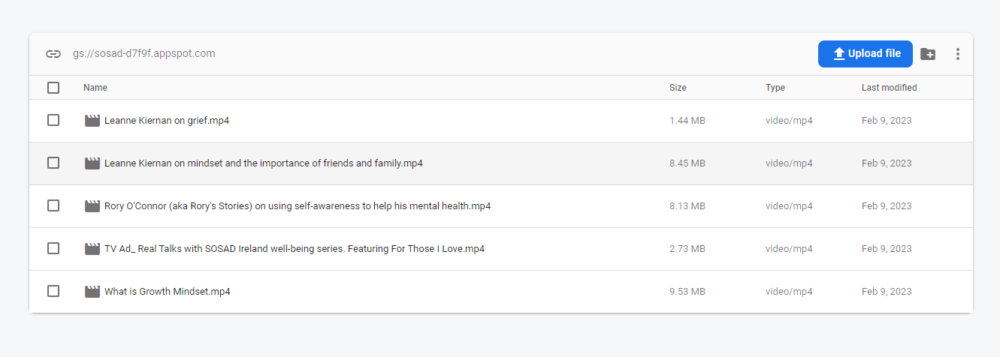 gs://sosad-d7f9f.appspot.com Upload file
Name Size Type Last modified
Leanne Kiernan on grief.mp4 1.44 MB video/mp4 Feb 9, 2023
Leanne Kiernan on mindset and the importance of friends and family.mp4 8.45 MB video/mp4 Feb 9, 2023
Rory O'Connor (aka Rory's Stories) on using self-awareness to help his mental health.mp4 8.13 MB video/mp4 Feb 9, 2023
TV Ad_ Real Talks with SOSAD Ireland well-being series. Featuring For Those I Love.mp4 2.73 MB video/mp4 Feb 9, 2023
What is Growth Mindset.mp4 9.53 MB video/mp4 Feb 9, 2023